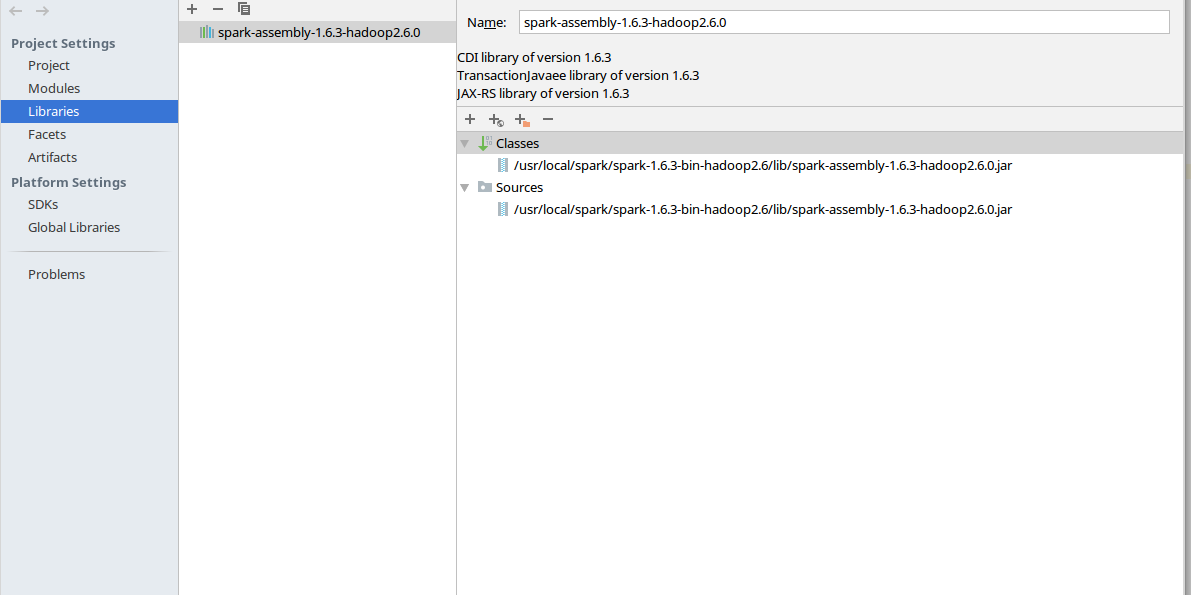 Project Settings
Project
Modules
Libraries
Facets
Artifacts
Platform Settings
SDKs
Global Libraries
Problems
spark-assembly-1.6.3-hadoop2.6.0
Name: spark-assembly-1.6.3-hadoop2.6.0
CDI library of version 1.6.3
TransactionJavaee library of version 1.6.3
JAX-RS library of version 1.6.3
Classes
/usr/local/spark/spark-1.6.3-bin-hadoop2.6/lib/spark-assembly-1.6.3-hadoop2.6.0.jar
Sources
/usr/local/spark/spark-1.6.3-bin-hadoop2.6/lib/spark-assembly-1.6.3-hadoop2.6.0.jar